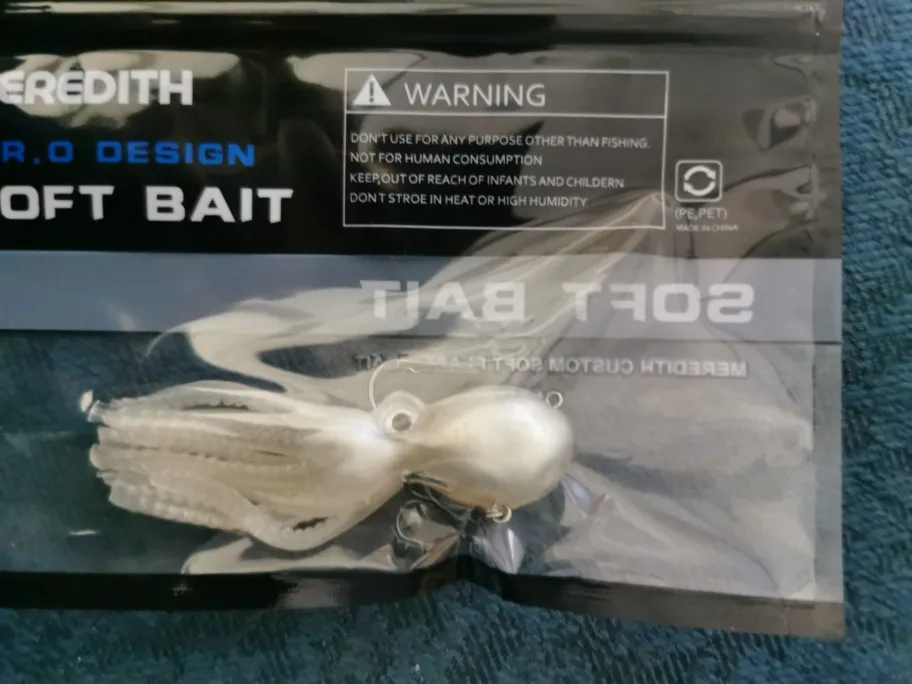 EREDITH
R.O DESIGN
OFT BAIT
WARNING
DON'T USE FOR ANY PURPOSE OTHER THAN FISHING.
NOT FOR HUMAN CONSUMPTION
KEEP,OUT OF REACH OF INFANTS AND CHILDERN
DON T STROE IN HEAT OR HIGH HUMIDITY
(PE,PET)
MADE IN CHINA
SOFT BAIT
MEREDITH CUSTOM SOFT